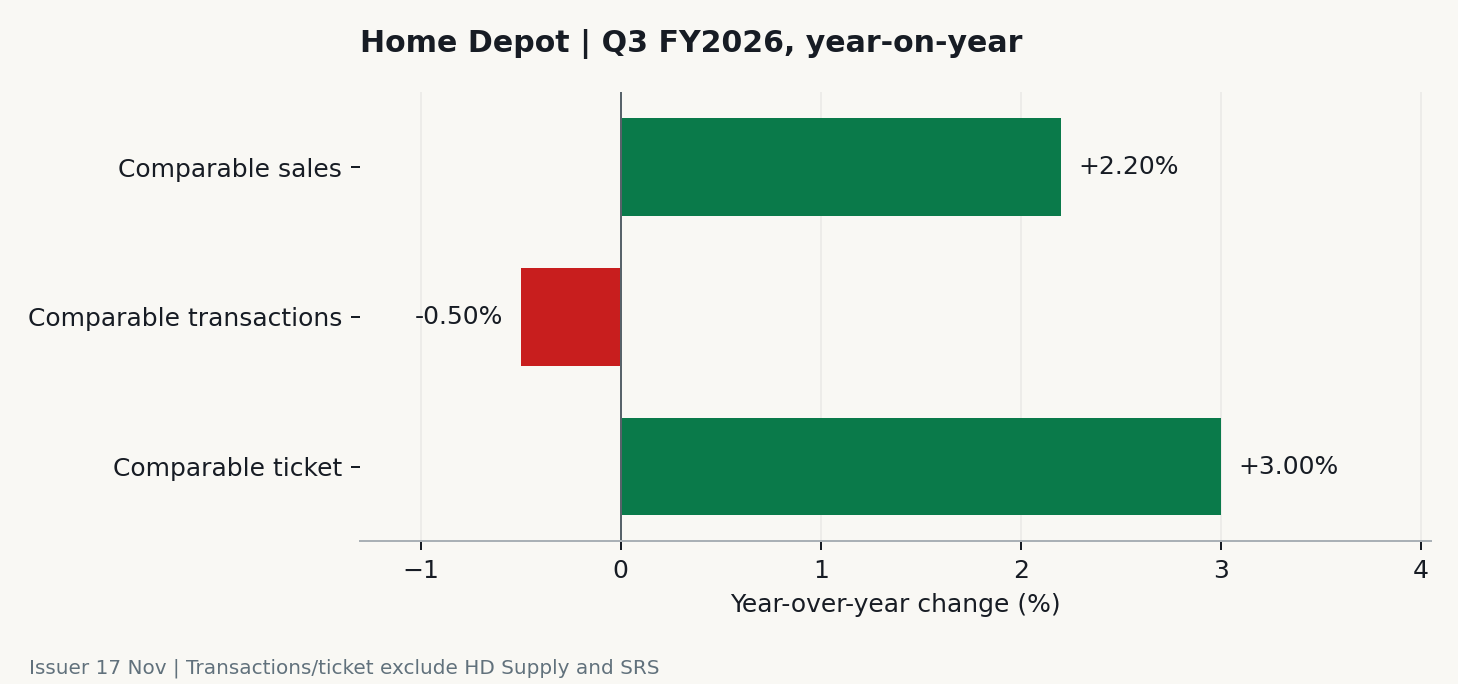 Home Depot | Q3 FY2026, year-on-year
Comparable sales
+2.20%
Comparable transactions
-0.50%
Comparable ticket
+3.00%
−1 0 1 2 3 4
Year-over-year change (%)
Issuer 17 Nov | Transactions/ticket exclude HD Supply and SRS